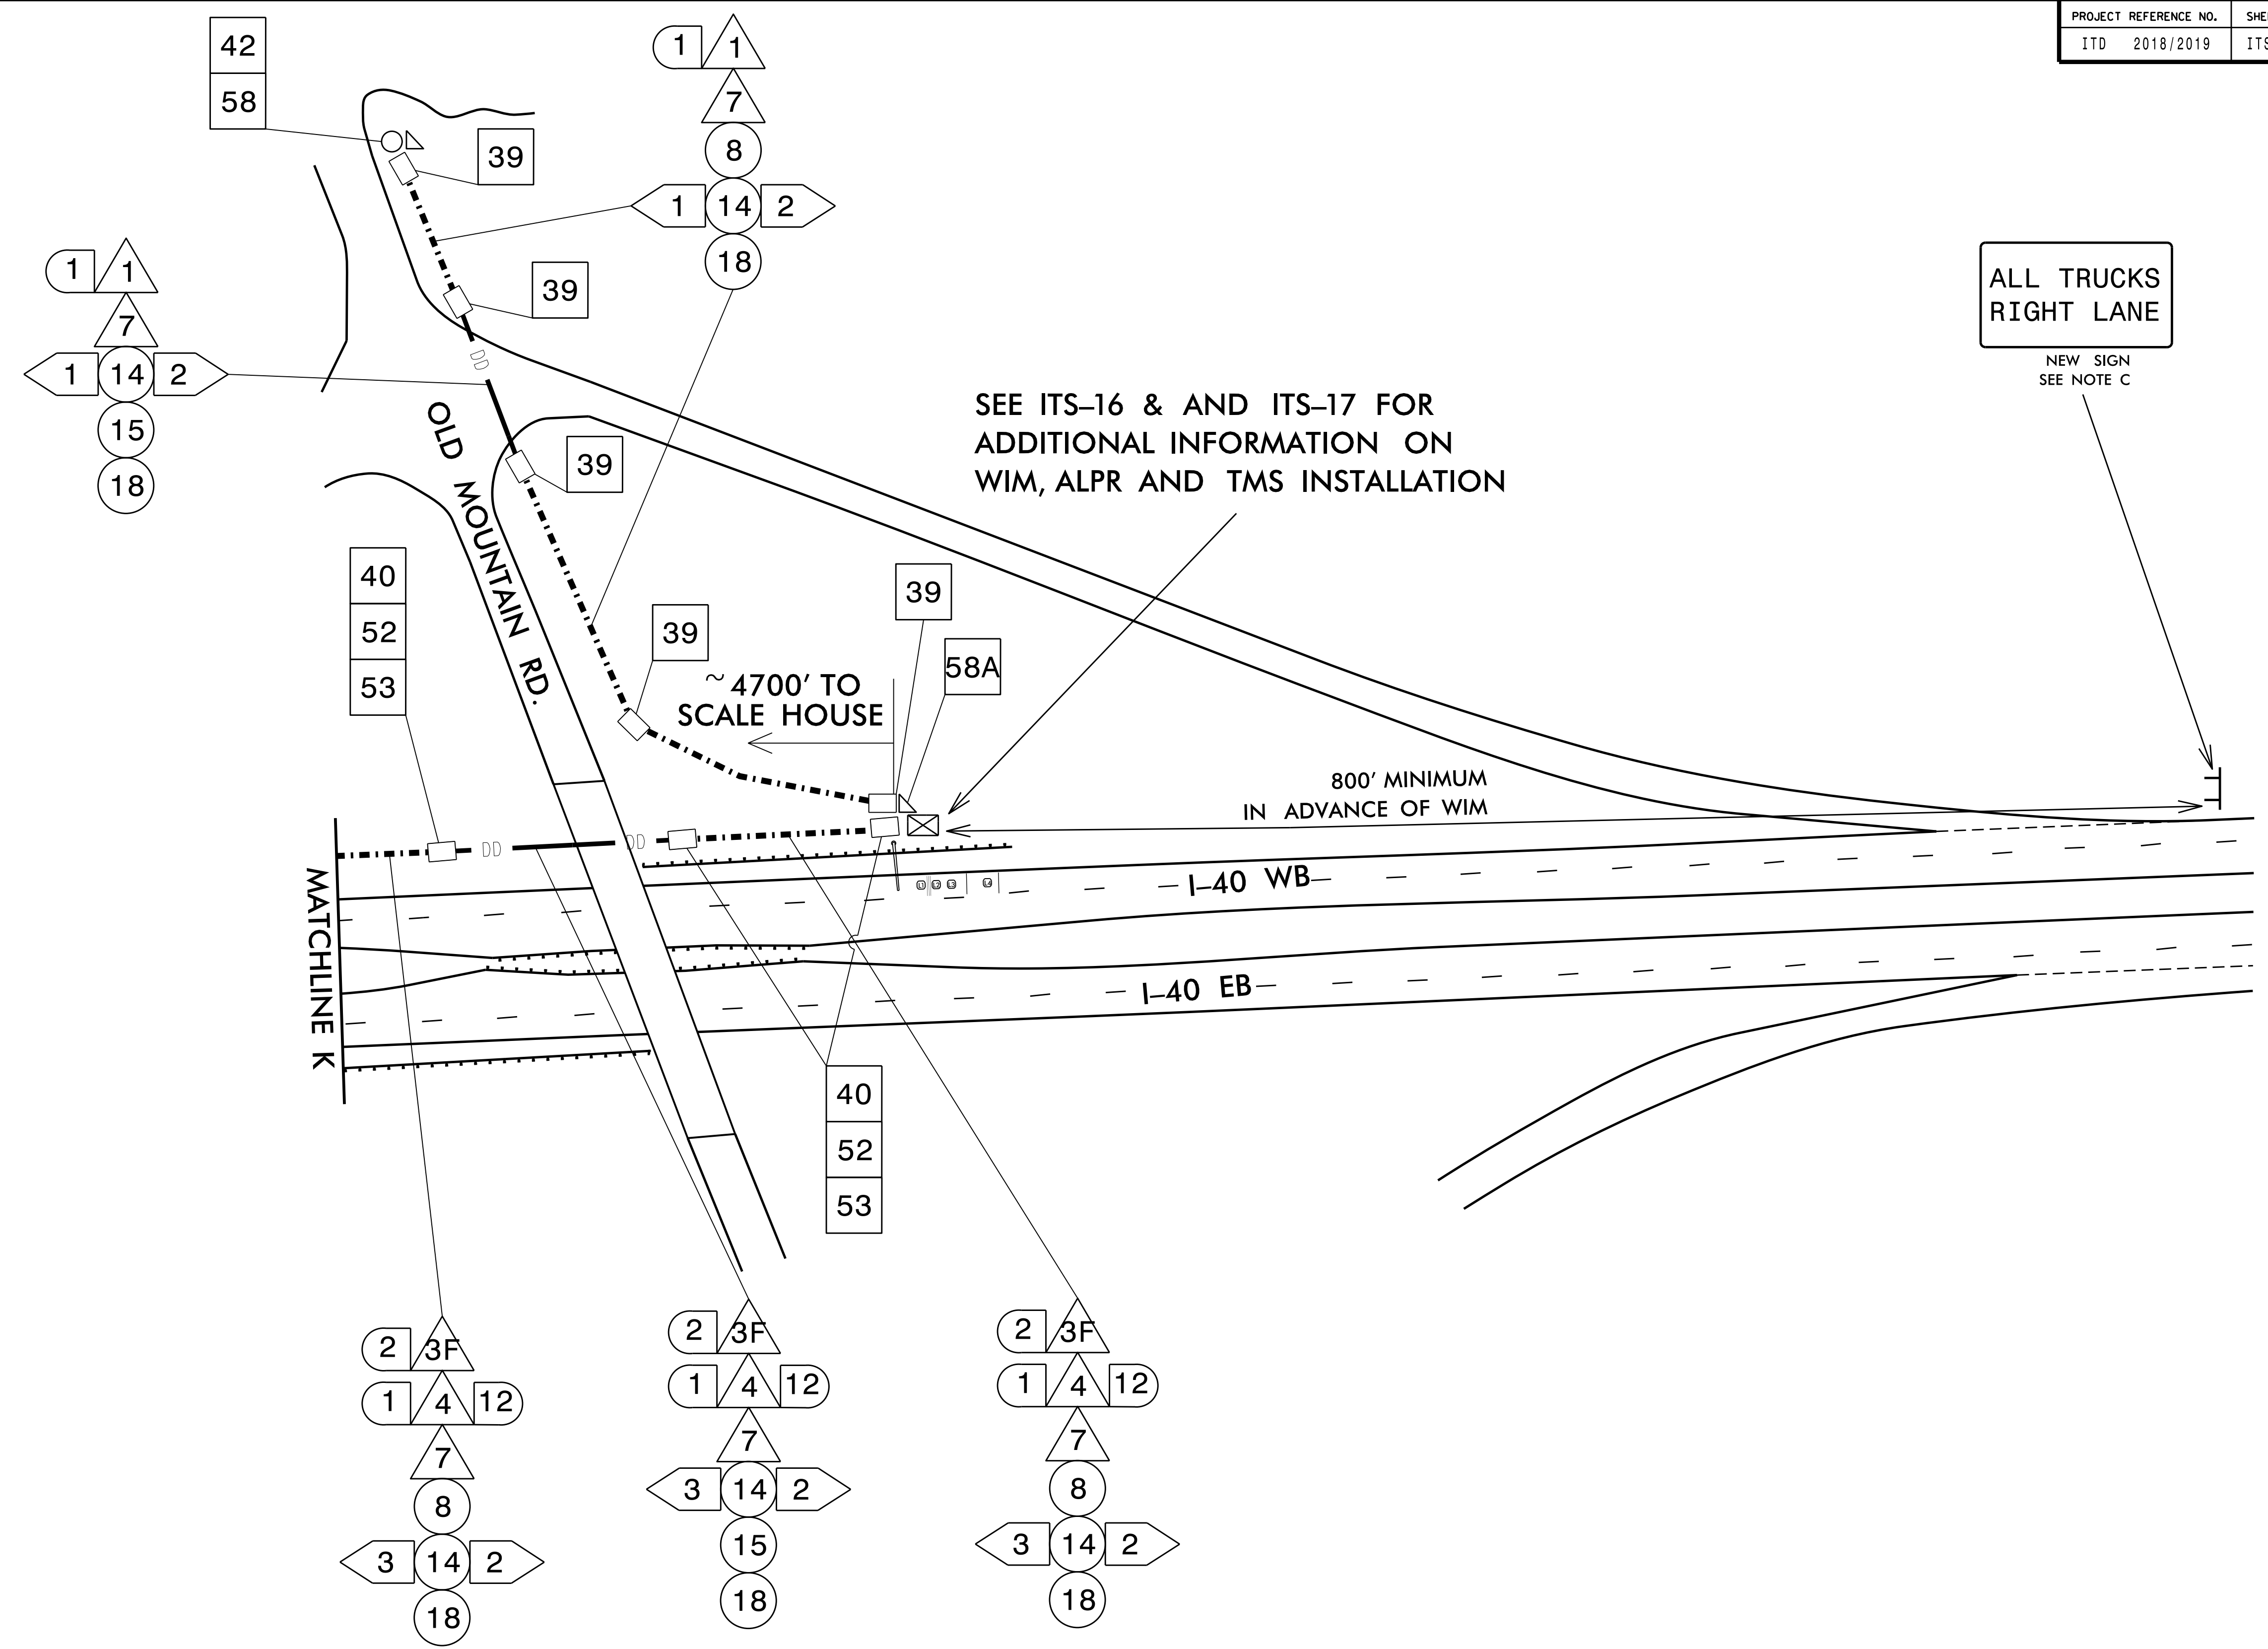 PROJECT REFERENCE NO.
ITD 2018/2019
42
58
39
1 1
7
8
1 14 2
18
39
1 1
7
1 14 2
15
18
39
OLD MOUNTAIN RD.
SEE ITS-16 & AND ITS-17 FOR
ADDITIONAL INFORMATION ON
WIM, ALPR AND TMS INSTALLATION
ALL TRUCKS
RIGHT LANE
NEW SIGN
SEE NOTE C
40
52
53
39
39
58A
~ 4700' TO
SCALE HOUSE
800' MINIMUM
IN ADVANCE OF WIM
DD
DD
DD
MATCHLINE K
I-40 WB
I-40 EB
40
52
53
2 3F
1 4 12
7
8
3 14 2
18
2 3F
1 4 12
7
3 14 2
15
18
2 3F
1 4 12
7
8
3 14 2
18